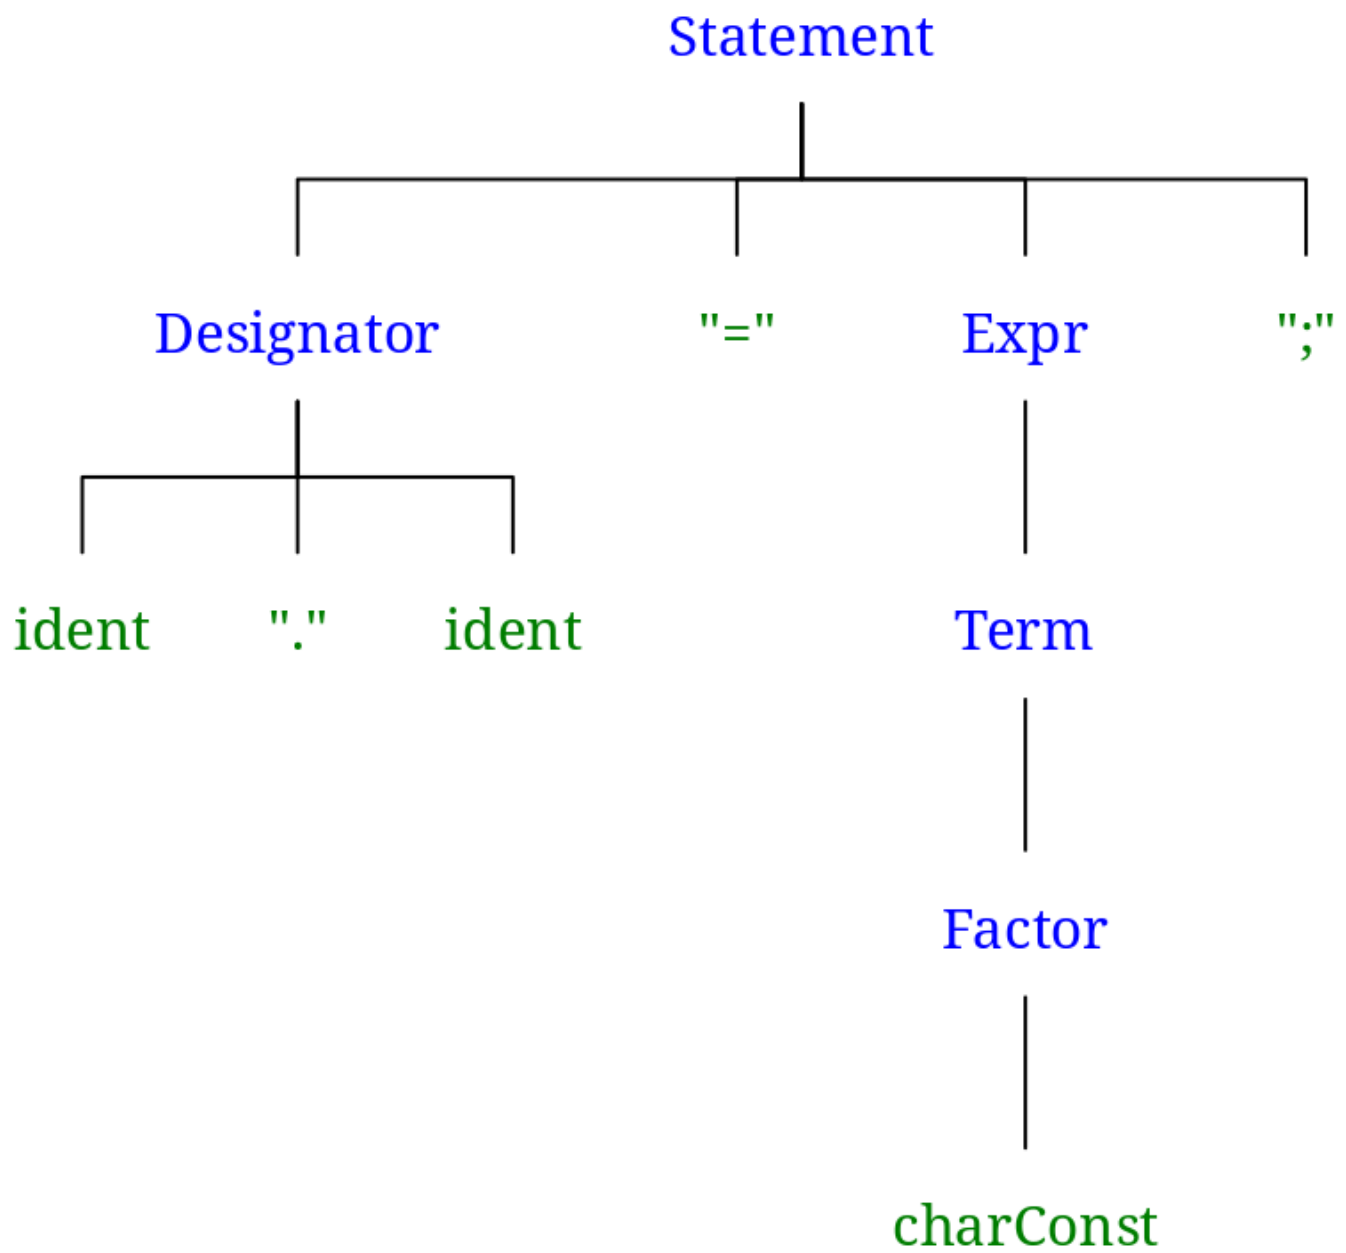 Statement
Designator "=" Expr ";"
ident "." ident Term
Factor
charConst